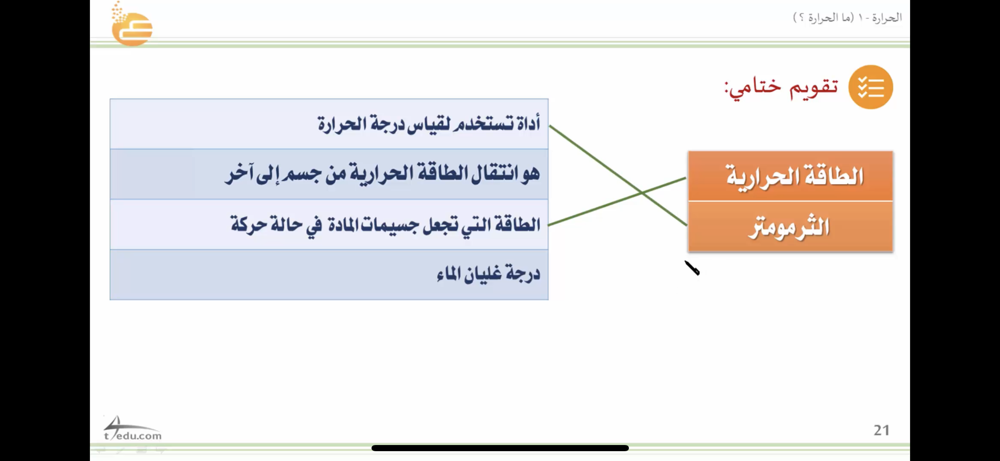 الحرارة - ١ (ما الحرارة ؟)
تقويم ختامي:
الطاقة الحرارية
الثرمومتر
أداة تستخدم لقياس درجة الحرارة
هو انتقال الطاقة الحرارية من جسم إلى آخر
الطاقة التي تجعل جسيمات المادة في حالة حركة
درجة غليان الماء
t4edu.com
21